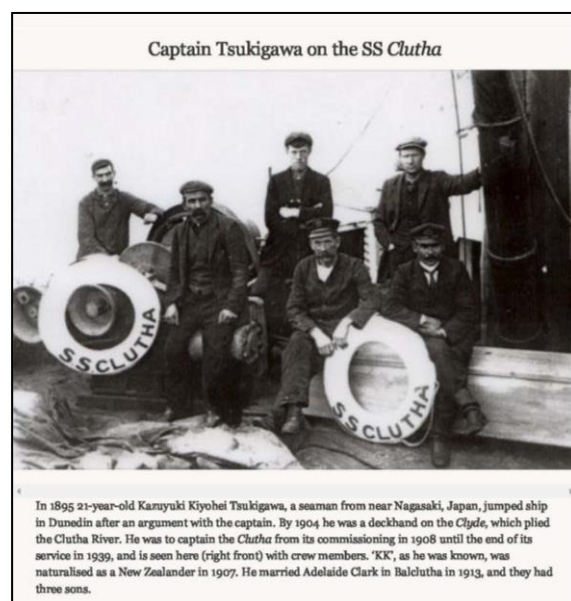 Captain Tsukigawa on the SS Clutha
SS CLUTHA
SS CLUTHA
In 1895 21-year-old Kazuyuki Kiyohei Tsukigawa, a seaman from near Nagasaki, Japan, jumped ship
in Dunedin after an argument with the captain. By 1904 he was a deckhand on the Clyde, which plied
the Clutha River. He was to captain the Clutha from its commissioning in 1908 until the end of its
service in 1939, and is seen here (right front) with crew members. ‘KK’, as he was known, was
naturalised as a New Zealander in 1907. He married Adelaide Clark in Balclutha in 1913, and they had
three sons.